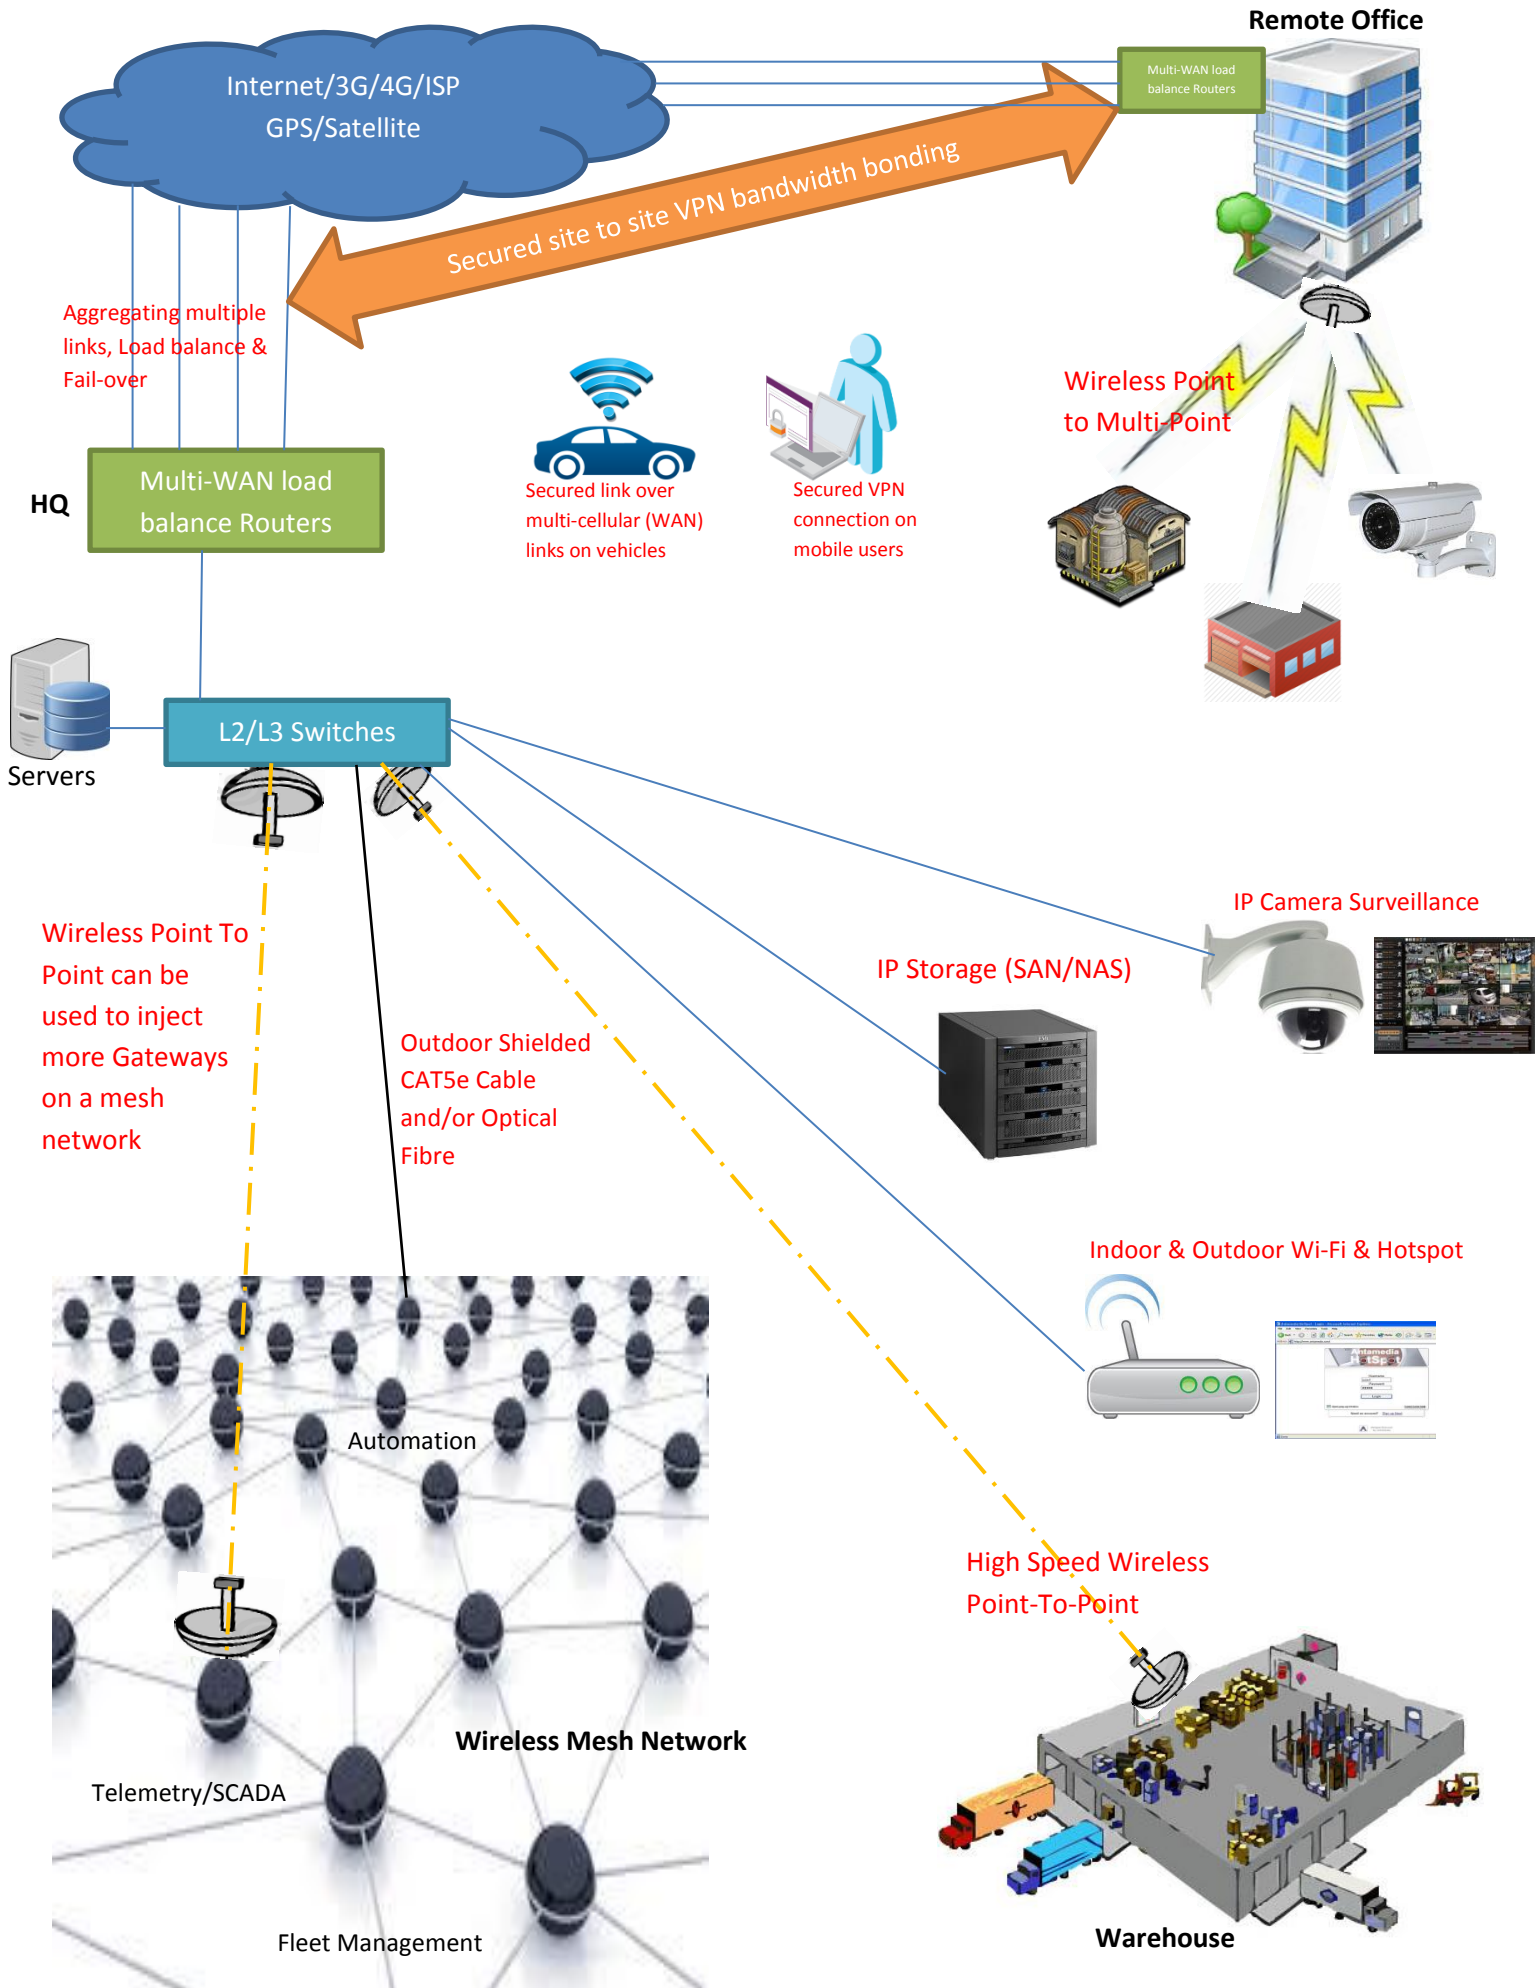 Remote Office
Internet/3G/4G/ISP
GPS/Satellite
Multi-WAN load
balance Routers
Secured site to site VPN bandwidth bonding
Aggregating multiple
links, Load balance &
Fail-over
Wireless Point
to Multi-Point
HQ
Multi-WAN load
balance Routers
Secured link over
multi-cellular (WAN)
links on vehicles
Secured VPN
connection on
mobile users
L2/L3 Switches
Servers
IP Camera Surveillance
Wireless Point To
Point can be
used to inject
more Gateways
on a mesh
network
IP Storage (SAN/NAS)
Outdoor Shielded
CAT5e Cable
and/or Optical
Fibre
Indoor & Outdoor Wi-Fi & Hotspot
Antamedia
HotSpot
Login
Automation
High Speed Wireless
Point-To-Point
Wireless Mesh Network
Telemetry/SCADA
Fleet Management
Warehouse